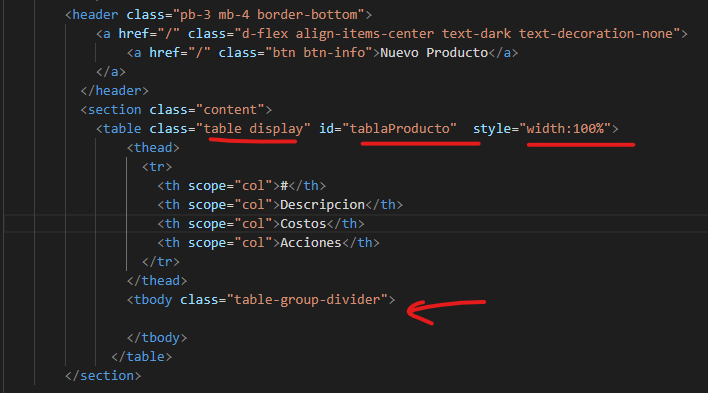 <header class="pb-3 mb-4 border-bottom">
<a href="/" class="d-flex align-items-center text-dark text-decoration-none">
<a href="/" class="btn btn-info">Nuevo Producto</a>
</a>
</header>
<section class="content">
<table class="table display" id="tablaProducto"  style="width:100%">
<thead>
<tr>
<th scope="col">#</th>
<th scope="col">Descripcion</th>
<th scope="col">Costos</th>
<th scope="col">Acciones</th>
</tr>
</thead>
<tbody class="table-group-divider">
</tbody>
</table>
</section>